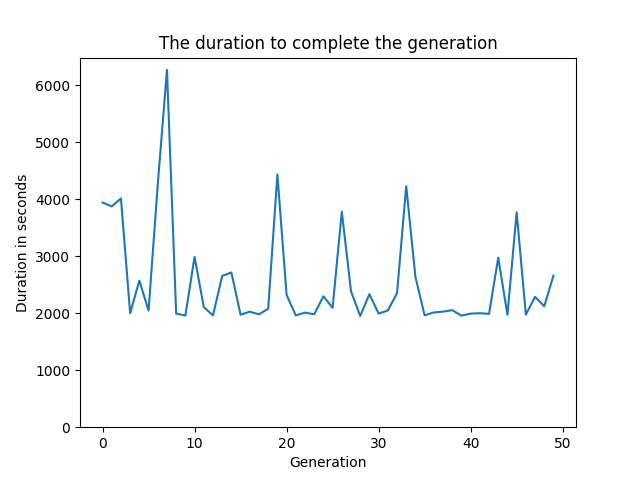 The duration to complete the generation
6000
5000
4000
3000
2000
1000
0
Duration in seconds
0 10 20 30 40 50
Generation